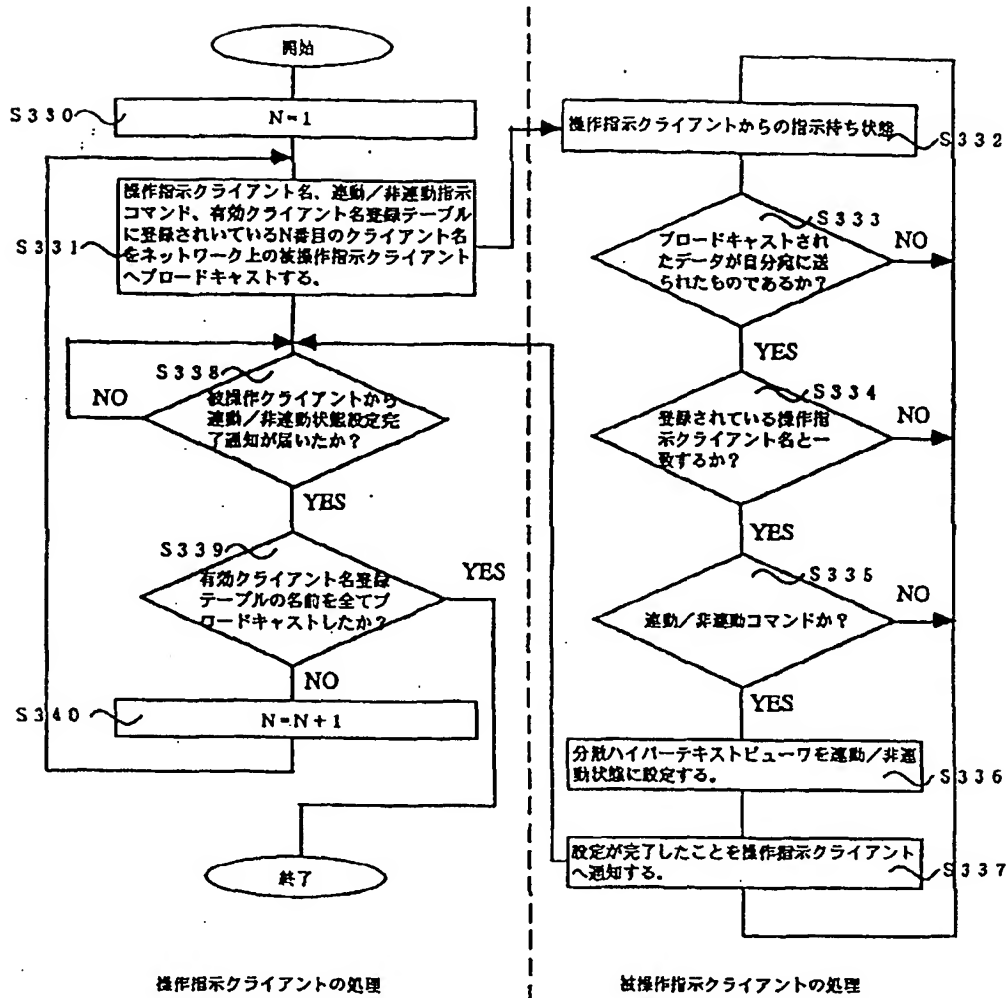 開始
S330
N=1
操作指示クライアント名、連動／非連動指示
コマンド、有効クライアント名登録テーブル
に登録されいているN番目のクライアント名
をネットワーク上の被操作指示クライアント
へブロードキャストする。
S331
S338
被操作クライアントから
連動／非連動状態設定完
了通知が届いたか？
NO
YES
S339
有効クライアント名登録
テーブルの名前を全てブ
ロードキャストしたか？
YES
NO
S340
N=N+1
終了
操作指示クライアントの処理
操作指示クライアントからの指示待ち状態
S332
S333
ブロードキャストされ
たデータが自分宛に送
られたものであるか？
NO
YES
S334
登録されている操作指
示クライアント名と一
致するか？
NO
YES
S335
連動／非連動コマンドか？
NO
YES
分散ハイパーテキストビューワを連動／非連
動状態に設定する。
S336
設定が完了したことを操作指示クライアント
へ通知する。
S337
被操作指示クライアントの処理